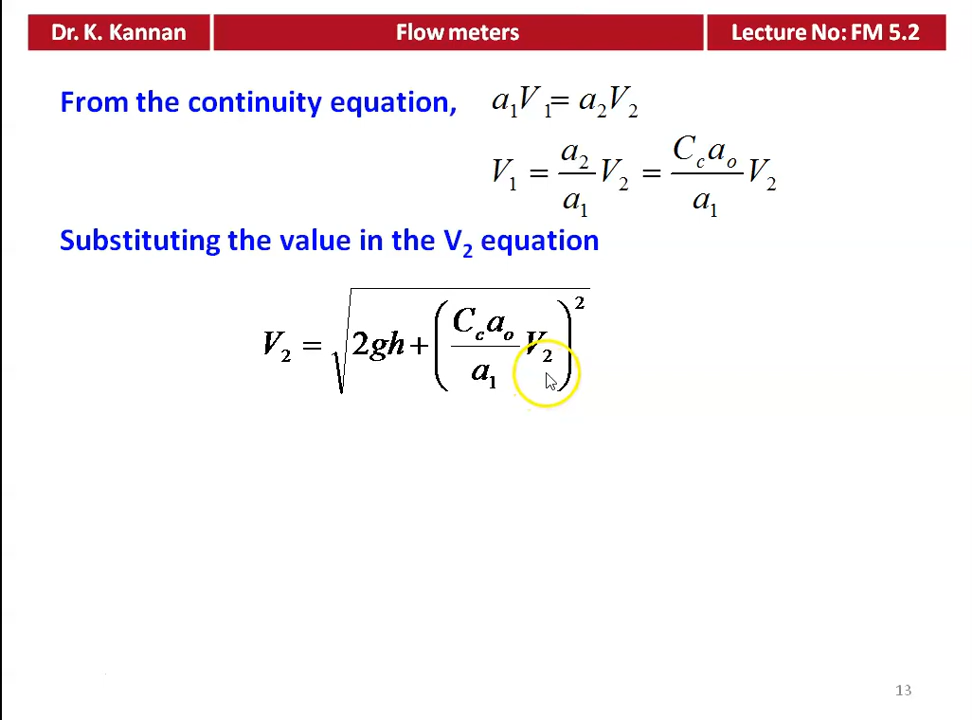 Dr. K. Kannan
Flow meters
Lecture No: FM 5.2
From the continuity equation, a₁V₁ = a₂V₂
V₁ = a₂/a₁ V₂ = C_c a_o/a₁ V₂
Substituting the value in the V₂ equation
V₂ = √(2gh + (C_c a_o/a₁ V₂)²)
13